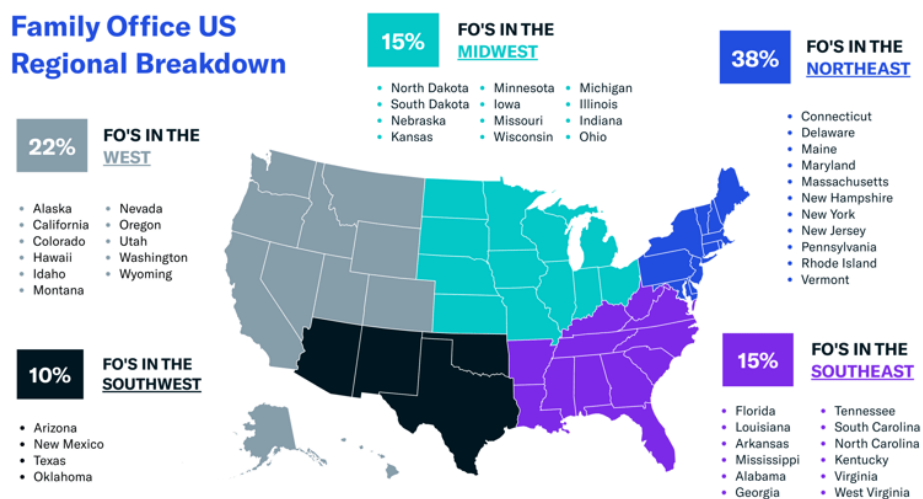 Family Office US
Regional Breakdown
15%
FO'S IN THE
MIDWEST
• North Dakota
• South Dakota
• Nebraska
• Kansas
• Minnesota
• Iowa
• Missouri
• Wisconsin
• Michigan
• Illinois
• Indiana
• Ohio
38%
FO'S IN THE
NORTHEAST
• Connecticut
• Delaware
• Maine
• Maryland
• Massachusetts
• New Hampshire
• New York
• New Jersey
• Pennsylvania
• Rhode Island
• Vermont
22%
FO'S IN THE
WEST
• Alaska
• California
• Colorado
• Hawaii
• Idaho
• Montana
• Nevada
• Oregon
• Utah
• Washington
• Wyoming
10%
FO'S IN THE
SOUTHWEST
• Arizona
• New Mexico
• Texas
• Oklahoma
15%
FO'S IN THE
SOUTHEAST
• Florida
• Louisiana
• Arkansas
• Mississippi
• Alabama
• Georgia
• Tennessee
• South Carolina
• North Carolina
• Kentucky
• Virginia
• West Virginia